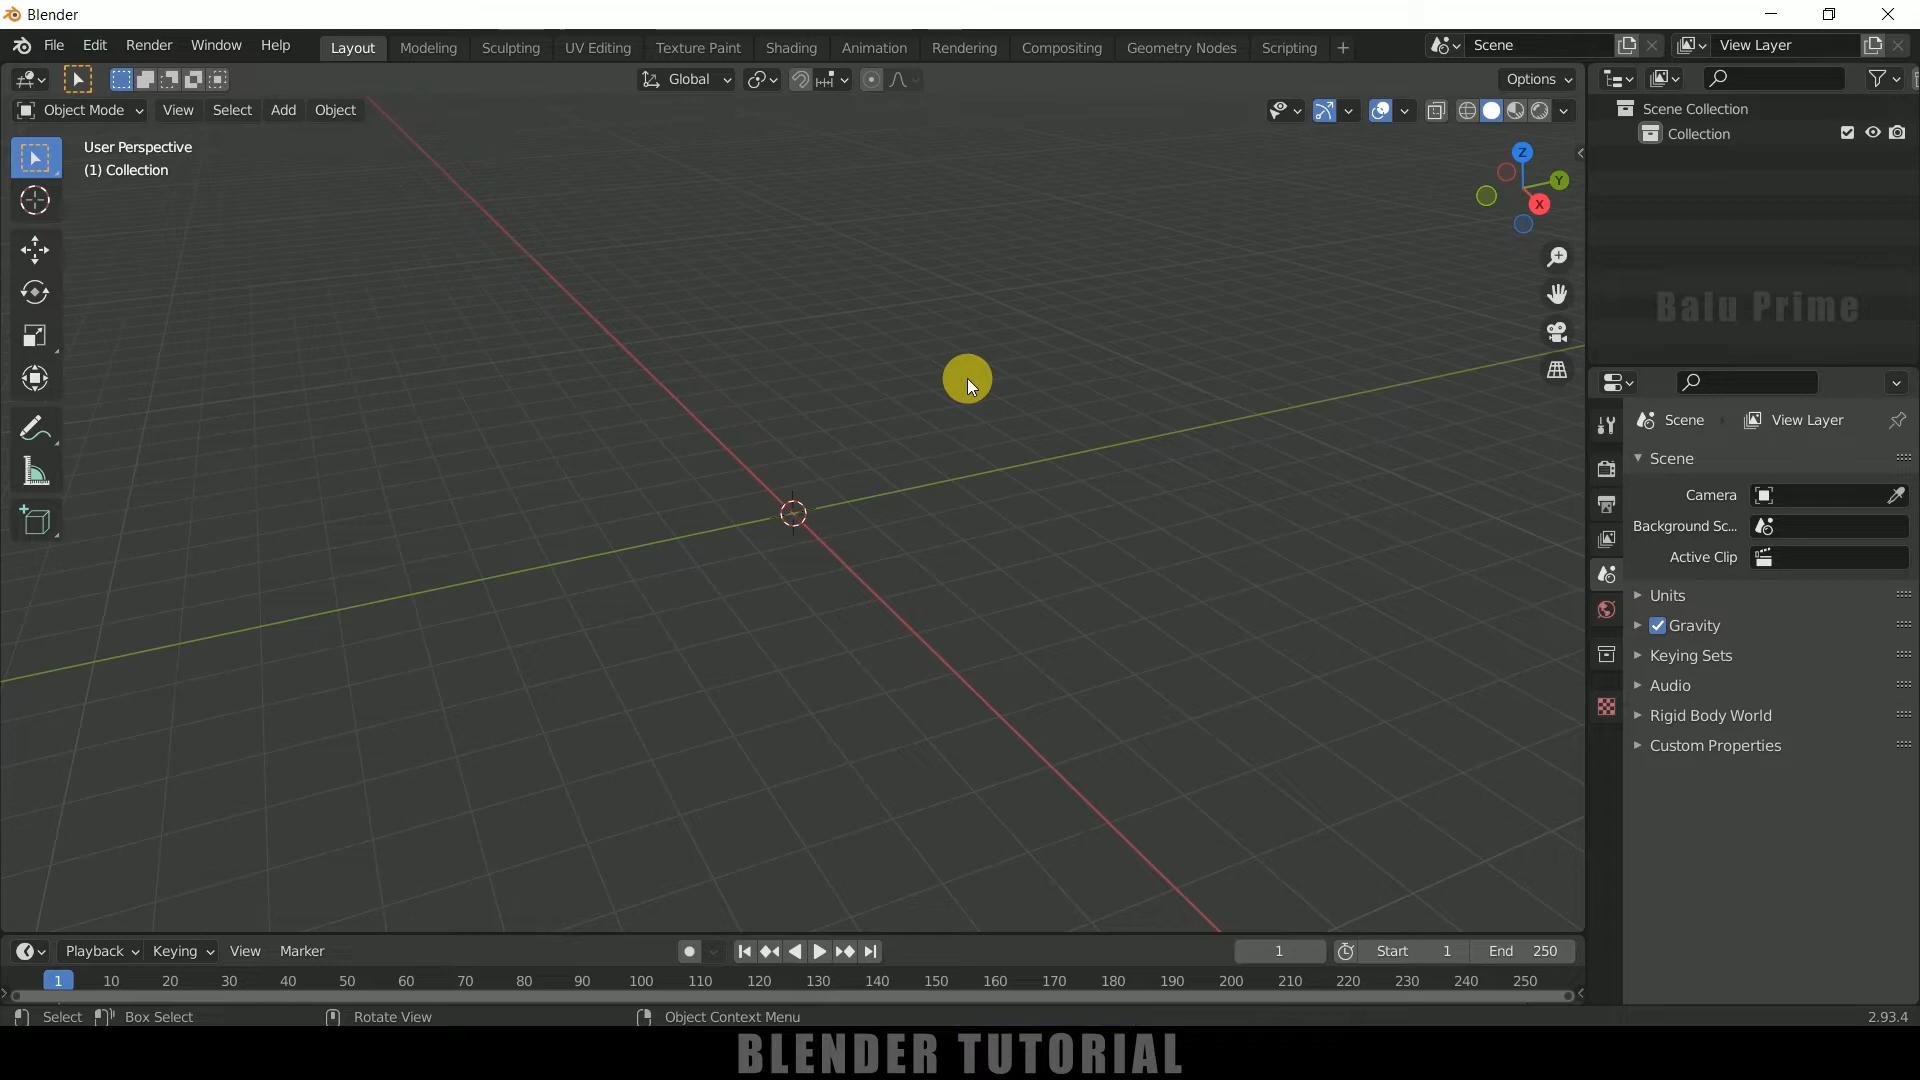 Blender
File Edit Render Window Help Layout Modeling Sculpting UV Editing Texture Paint Shading Animation Rendering Compositing Geometry Nodes Scripting + Scene View Layer
Global Options
Object Mode View Select Add Object
User Perspective
(1) Collection
Z
Y
X
Scene Collection
Collection
Balu Prime
Scene View Layer
Scene
Camera
Background Sc...
Active Clip
Units
Gravity
Keying Sets
Audio
Rigid Body World
Custom Properties
Playback Keying View Marker 1 Start 1 End 250
1 10 20 30 40 50 60 70 80 90 100 110 120 130 140 150 160 170 180 190 200 210 220 230 240 250
Select Box Select Rotate View Object Context Menu 2.93.4
BLENDER TUTORIAL